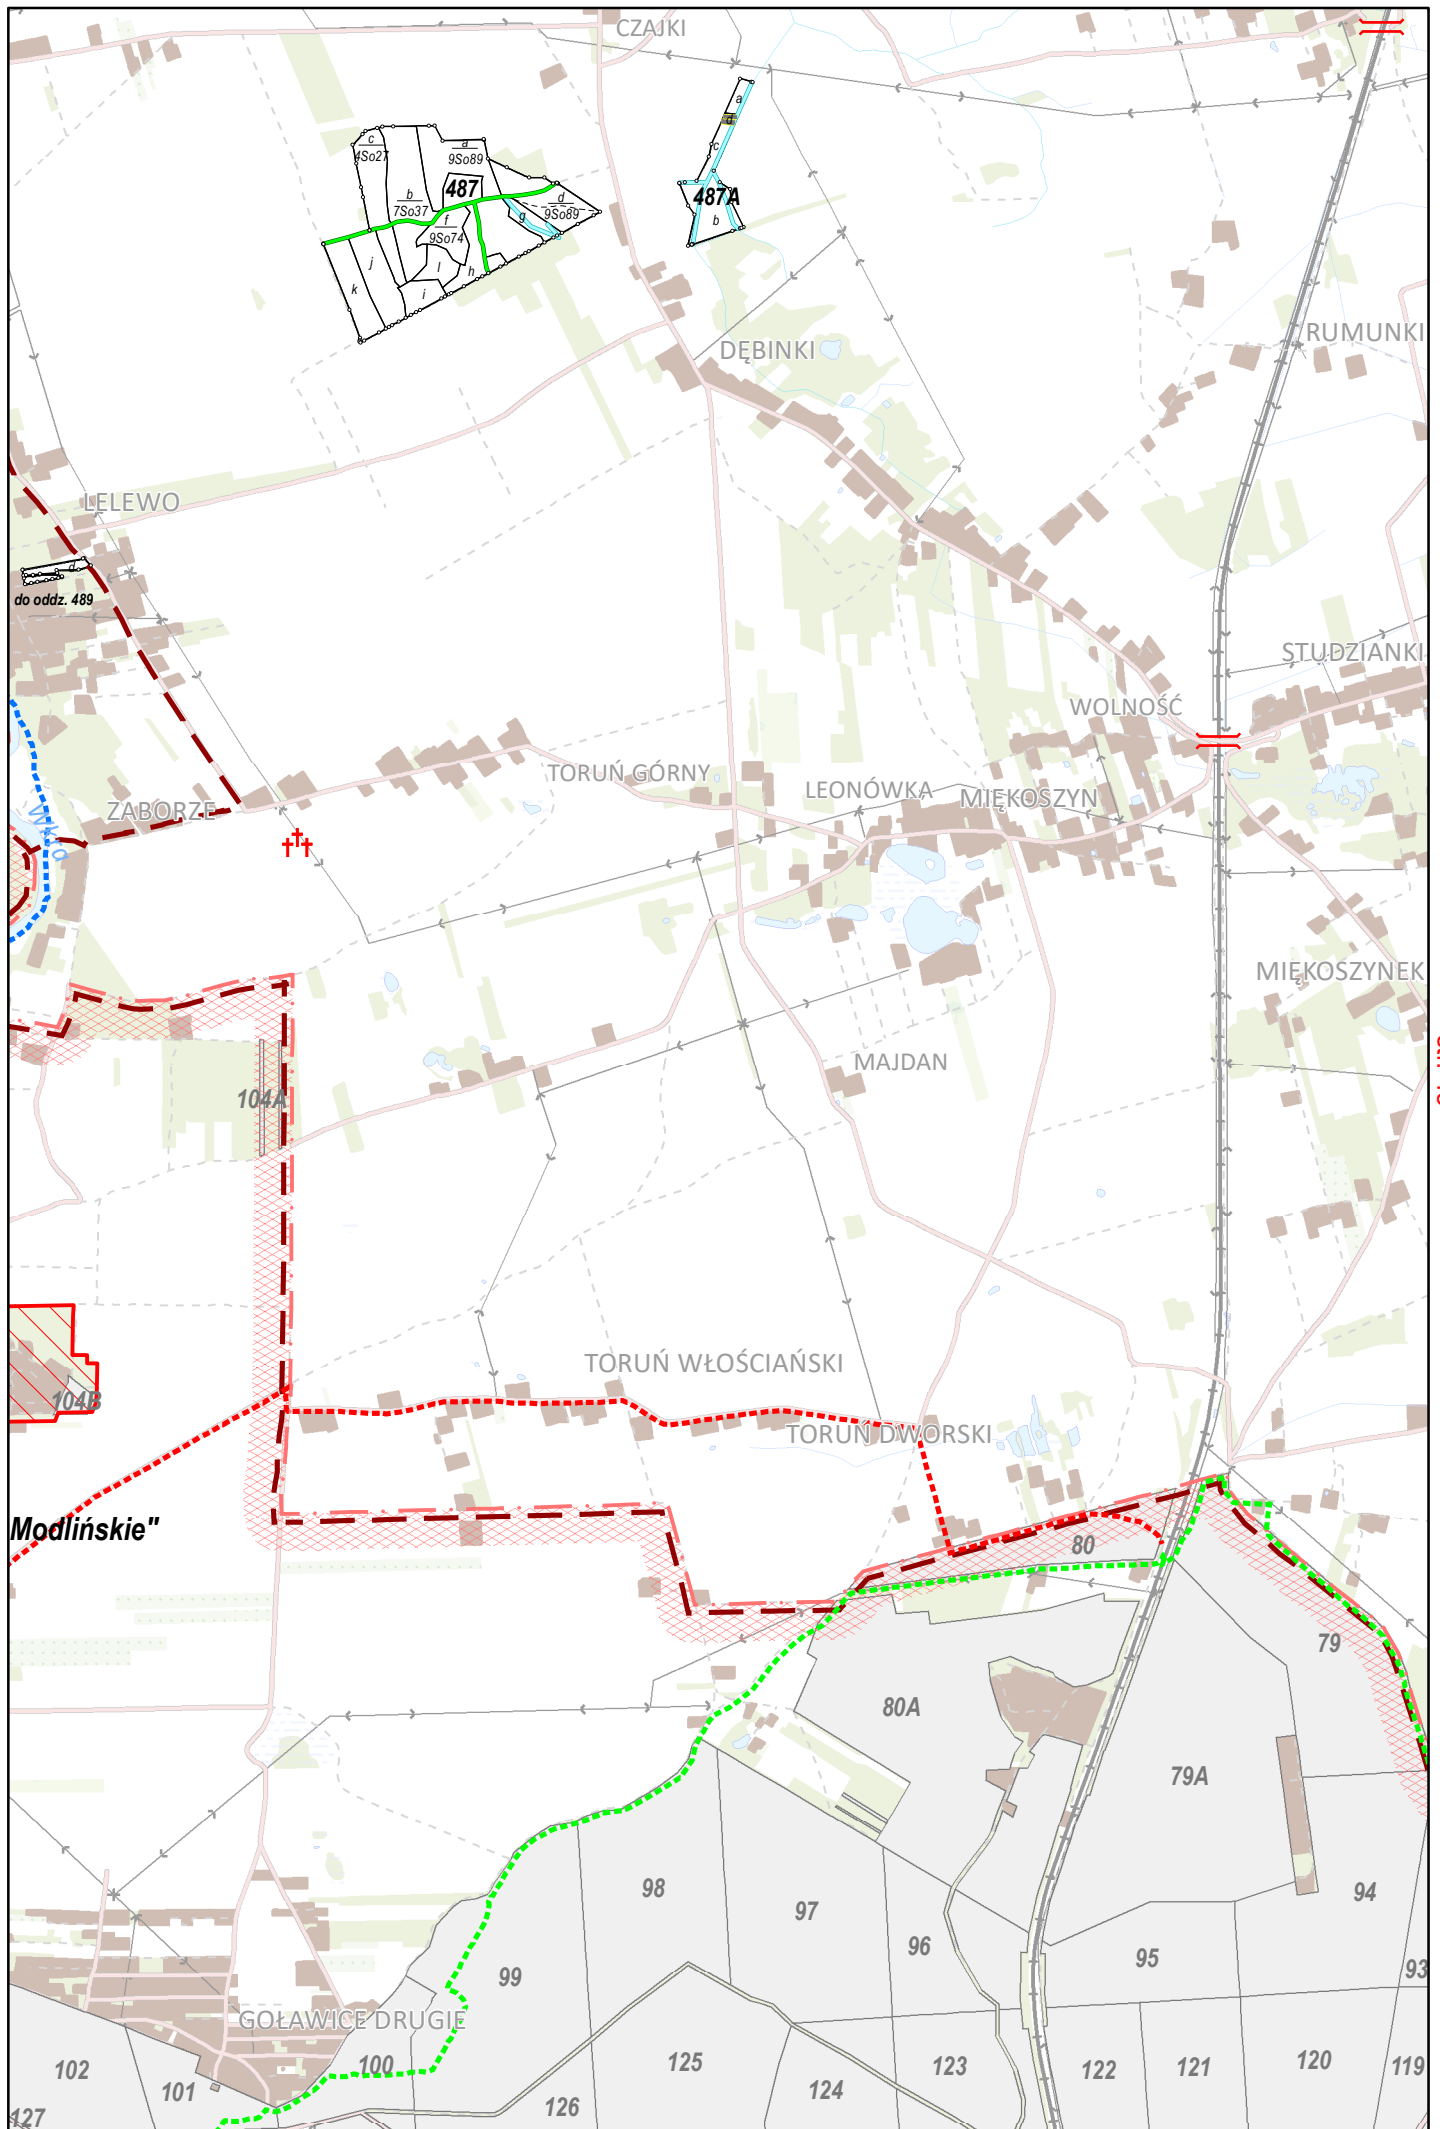 CZAJKI
a
d
c
487A
b
c
4So27
a
9So89
487
b
7So37
d
9So89
g
f
9So74
j
l
h
k
i
DĘBINKI
RUMUNKI
LELEWO
d
do oddz. 489
STUDZIANKI
WOLNOŚĆ
TORUŃ GÓRNY
LEONÓWKA
MIĘKOSZYN
ZABORZE
Wkra
MIĘKOSZYNEK
MAJDAN
104A
TORUŃ WŁOŚCIAŃSKI
104B
TORUŃ DWORSKI
Modlińskie"
80
79
80A
79A
98
94
97
96
95
99
93
GOŁAWICE DRUGIE
102
101
100
125
124
123
122
121
120
119
126
127